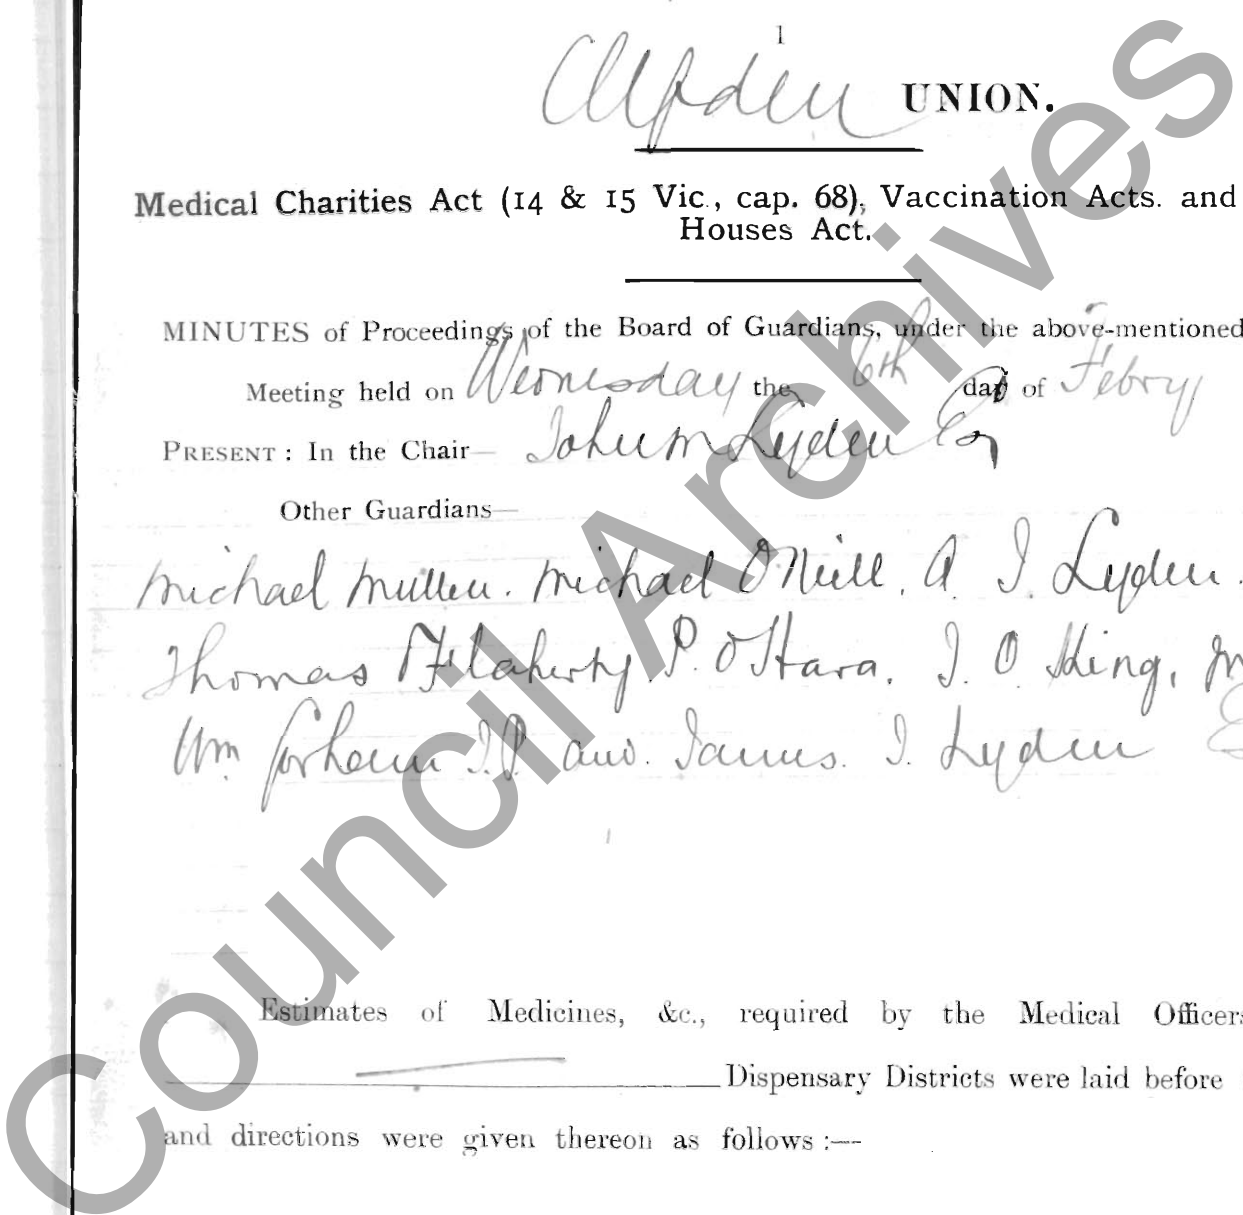 1
Clifden UNION.
Medical Charities Act (14 & 15 Vic., cap. 68), Vaccination Acts. and
Houses Act.
MINUTES of Proceedings of the Board of Guardians, under the above-mentioned
Meeting held on Wednesday the 6th day of Febry
PRESENT : In the Chair— John M Lyden Esq
Other Guardians—
Michael Mullen. Michael O'Neill. A. J. Lyden.
Thomas O'Flaherty. P. O'Hara. J. O. King,
Wm. Gorham J.P. and. James. J. Lyden
Estimates of Medicines, &c., required by the Medical Officers
Dispensary Districts were laid before
and directions were given thereon as follows :—
Council Archives